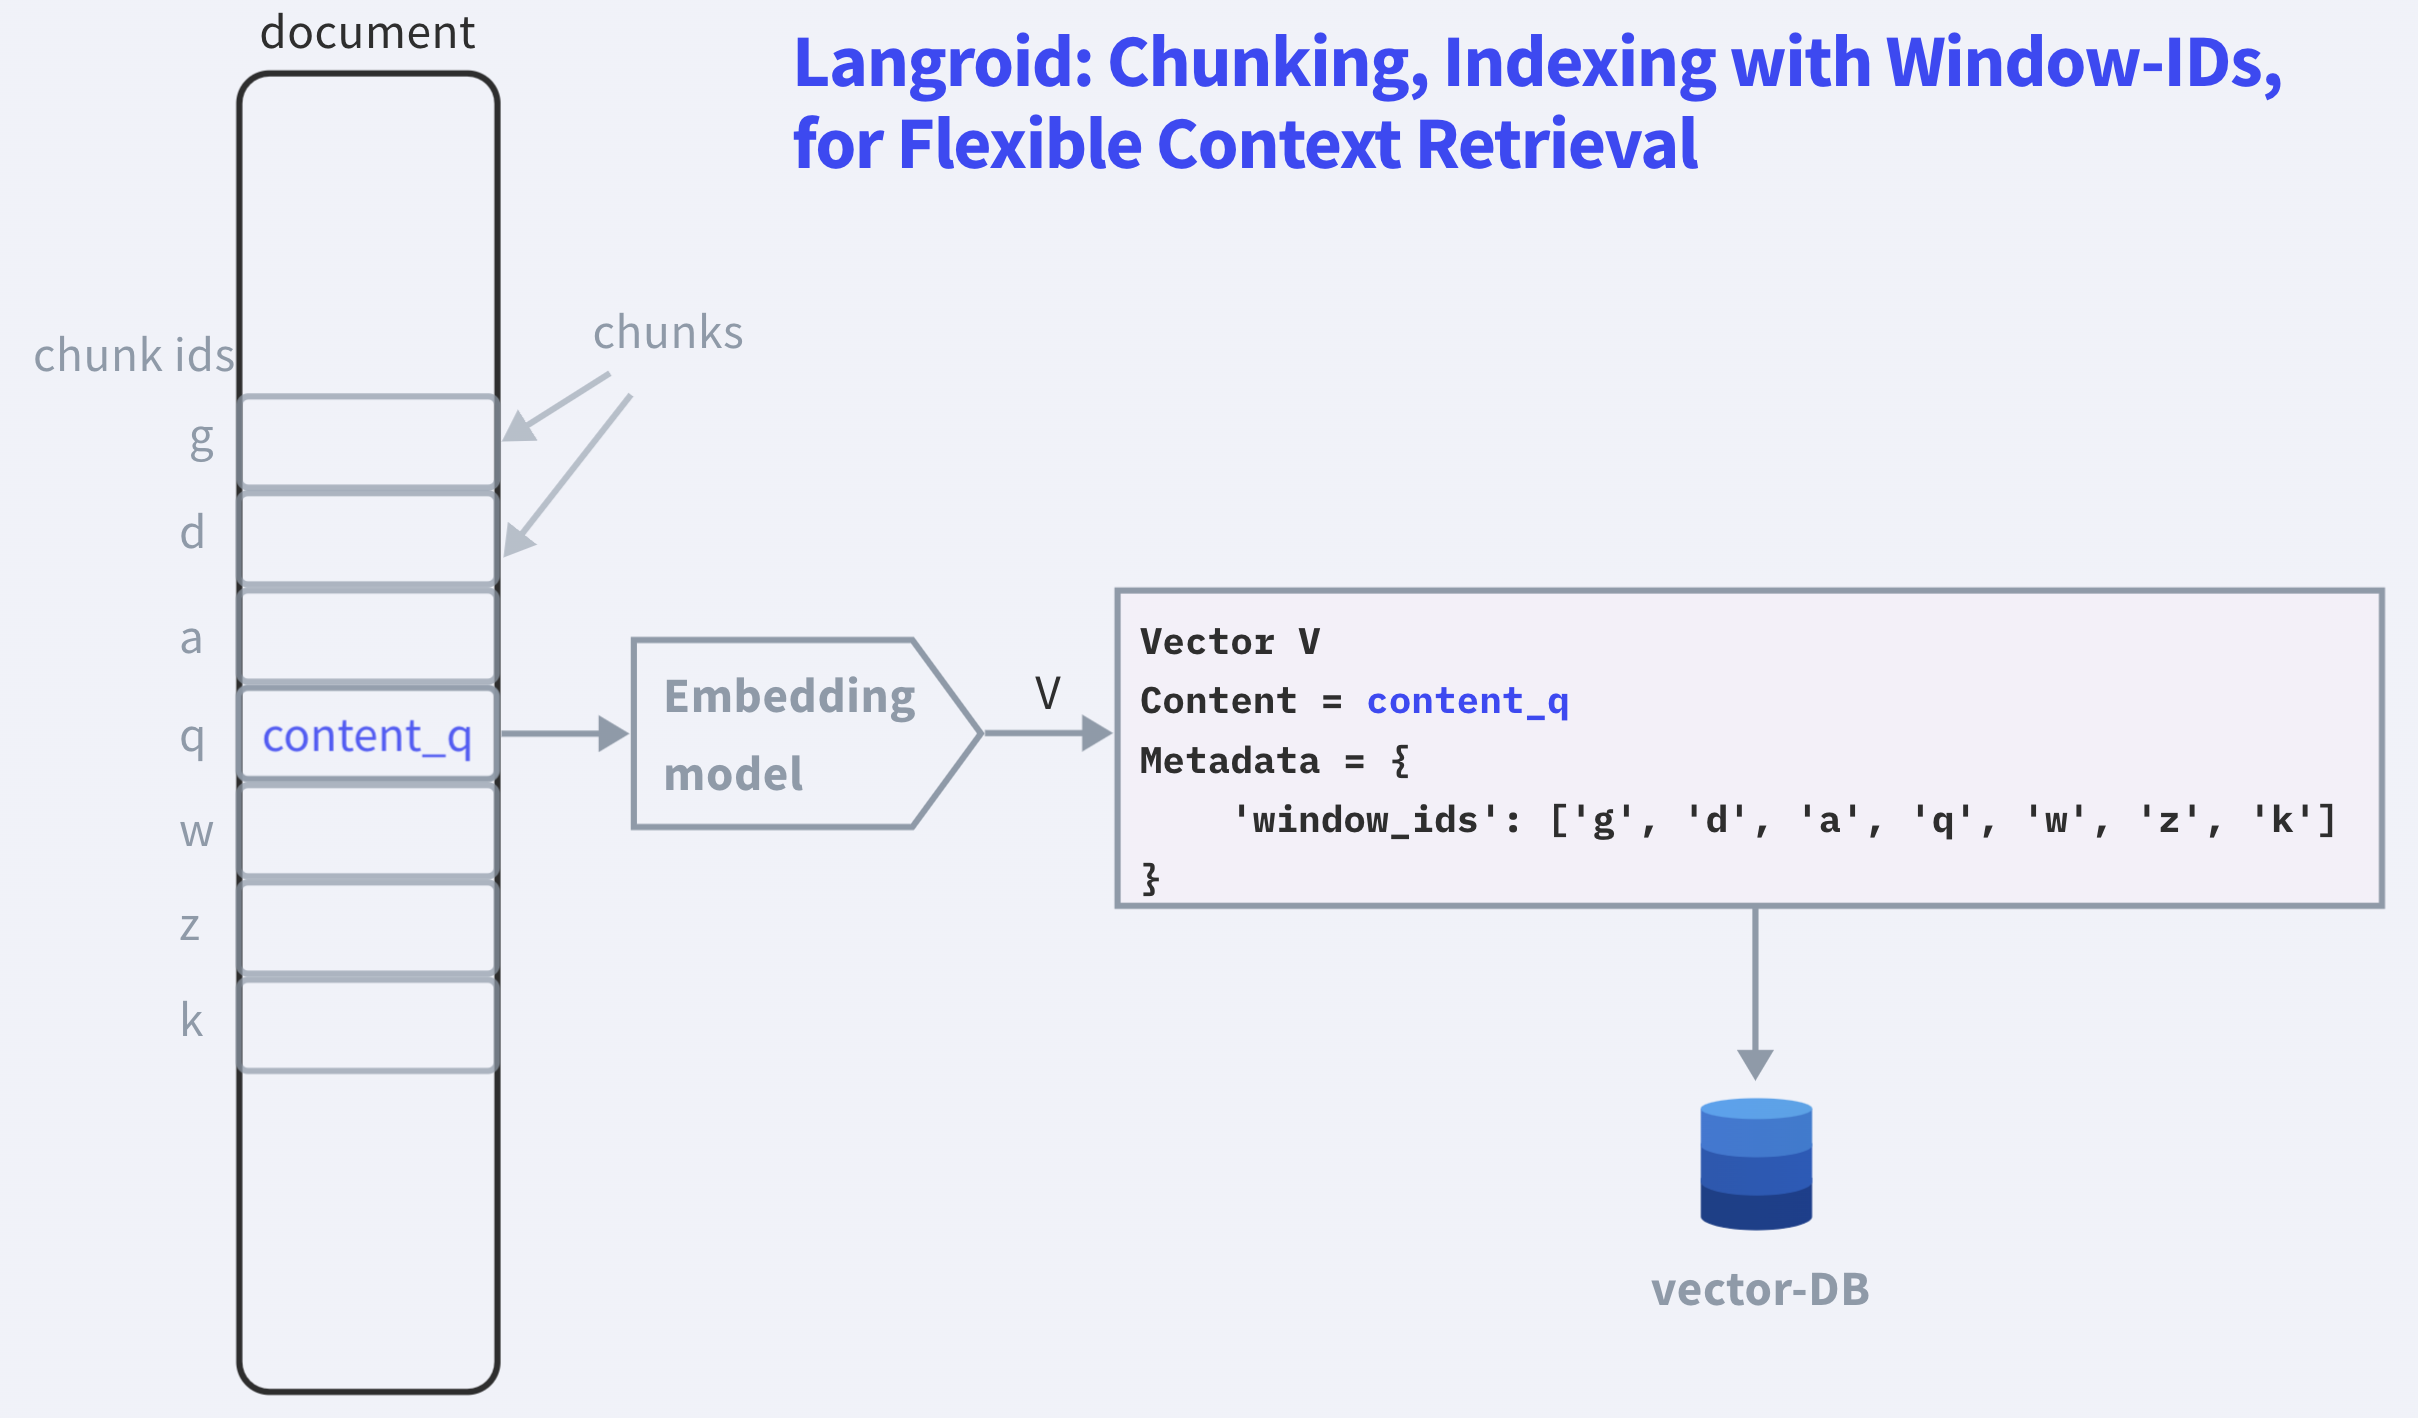 document
Langroid: Chunking, Indexing with Window-IDs,
for Flexible Context Retrieval
chunks
chunk ids
g
d
a
q
content_q
w
z
k
Embedding
model
V
Vector V
Content = content_q
Metadata = {
'window_ids': ['g', 'd', 'a', 'q', 'w', 'z', 'k']
}
vector-DB